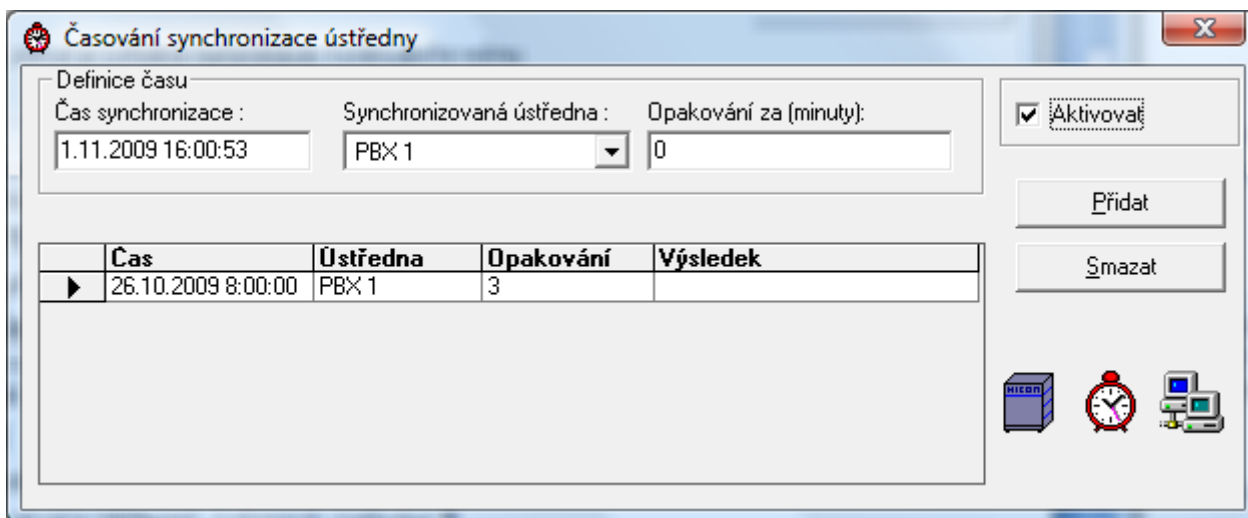 Časování synchronizace ústředny
Definice času
Čas synchronizace : Synchronizovaná ústředna : Opakování za (minuty):
1.11.2009 16:00:53 PBX 1 0
Aktivovat
Přidat
Smazat
Čas Ústředna Opakování Výsledek
26.10.2009 8:00:00 PBX 1 3
HICOM